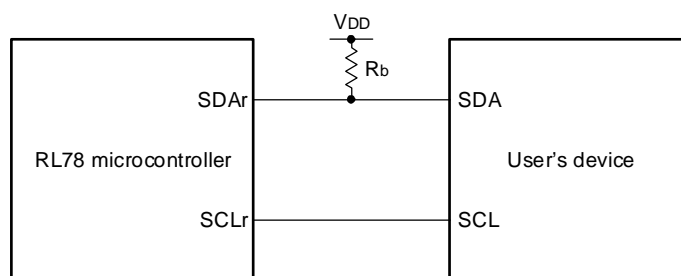 VDD
Rb
SDAr
SDA
RL78 microcontroller
User's device
SCLr
SCL